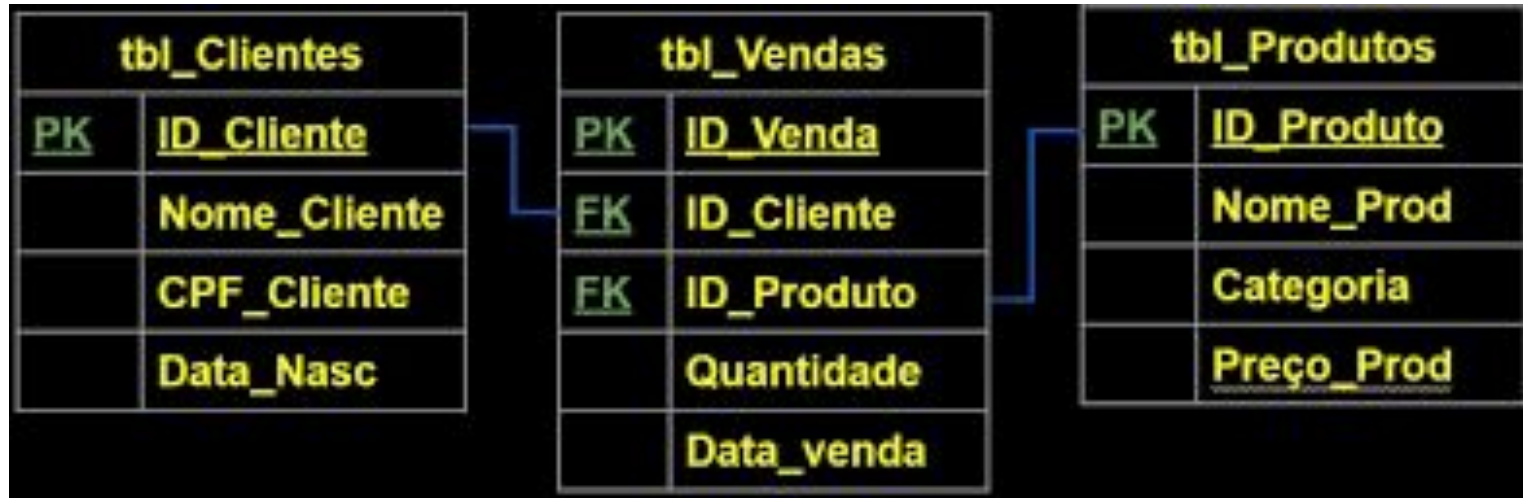 tbl_Clientes
PK ID_Cliente
Nome_Cliente
CPF_Cliente
Data_Nasc
tbl_Vendas
PK ID_Venda
FK ID_Cliente
FK ID_Produto
Quantidade
Data_venda
tbl_Produtos
PK ID_Produto
Nome_Prod
Categoria
Preço_Prod